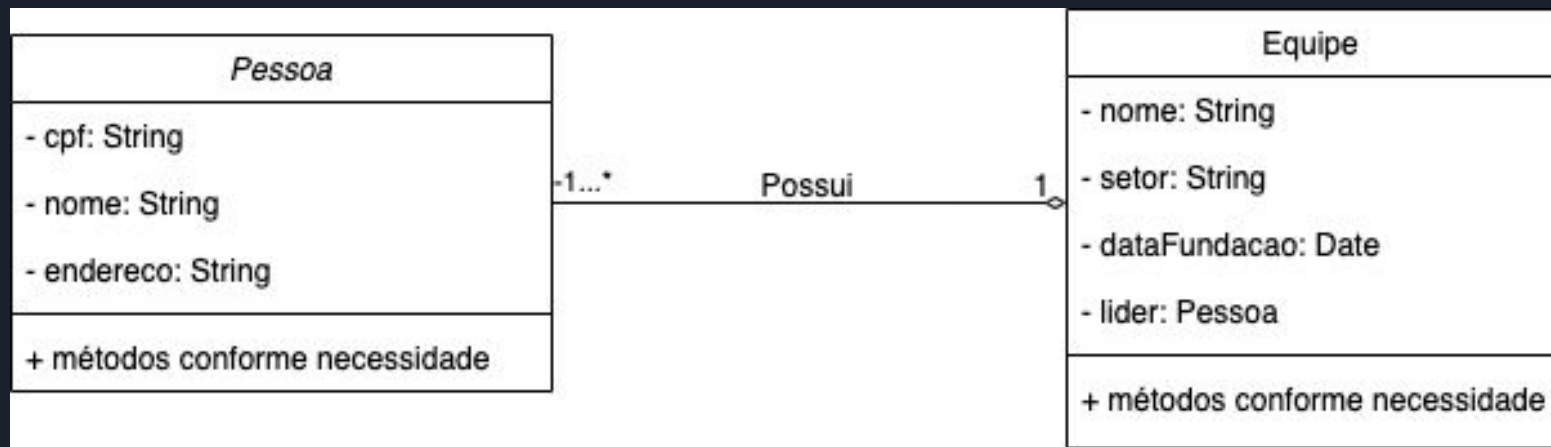 Pessoa
- cpf: String
- nome: String
- endereco: String
+ métodos conforme necessidade
-1...*
Possui
1
Equipe
- nome: String
- setor: String
- dataFundacao: Date
- lider: Pessoa
+ métodos conforme necessidade